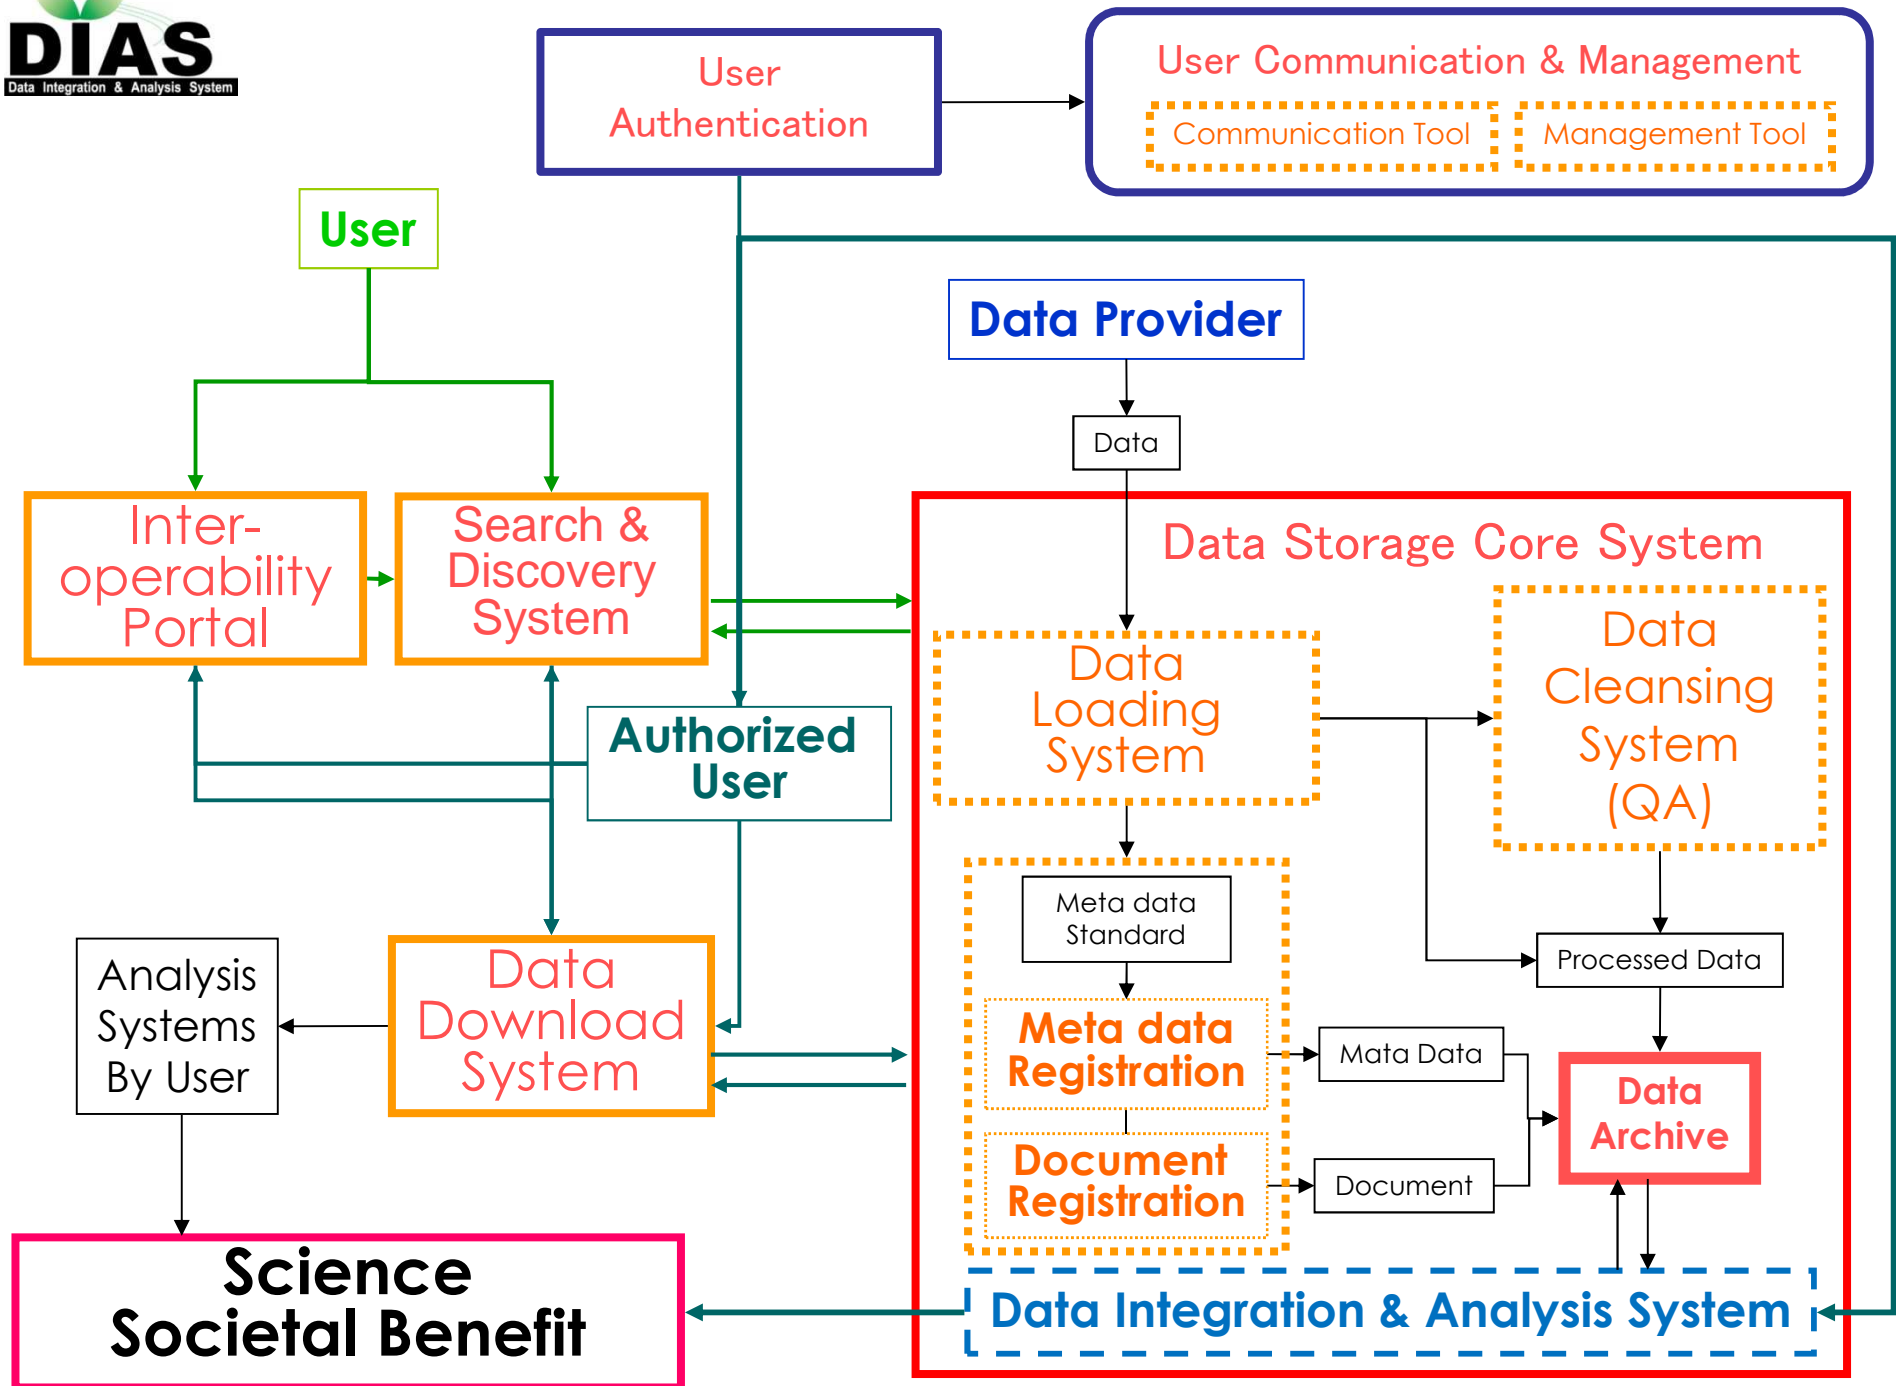 DIAS
Data Integration & Analysis System
User
Authentication
User Communication & Management
Communication Tool
Management Tool
User
Data Provider
Data
Inter-
operability
Portal
Search &
Discovery
System
Data Storage Core System
Data
Loading
System
Data
Cleansing
System
(QA)
Authorized
User
Meta data
Standard
Processed Data
Analysis
Systems
By User
Data
Download
System
Meta data
Registration
Mata Data
Data
Archive
Document
Registration
Document
Science
Societal Benefit
Data Integration & Analysis System